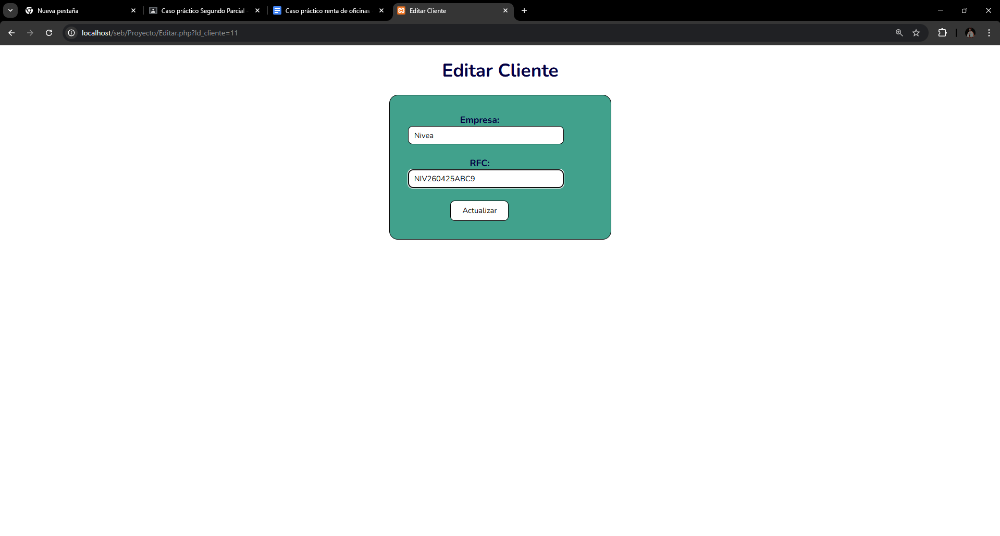 Nueva pestaña
Caso práctico Segundo Parcial -
Caso práctico renta de oficinas
Editar Cliente
localhost/seb/Proyecto/Editar.php?Id_cliente=11
Editar Cliente
Empresa:
Nivea
RFC:
NIV260425ABC9
Actualizar